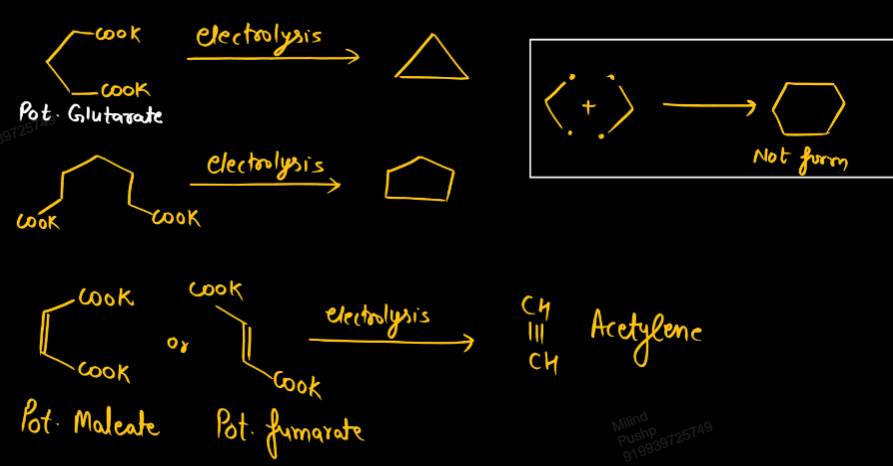 COOK
electrolysis
COOK
Pot. Glutarate
39725749
+
Not form
electrolysis
COOK
COOK
COOK
COOK
or
electrolysis
CH
|||
CH
Acetylene
COOK
COOK
Pot. Maleate
Pot. fumarate
Milind
Pushp
919939725749